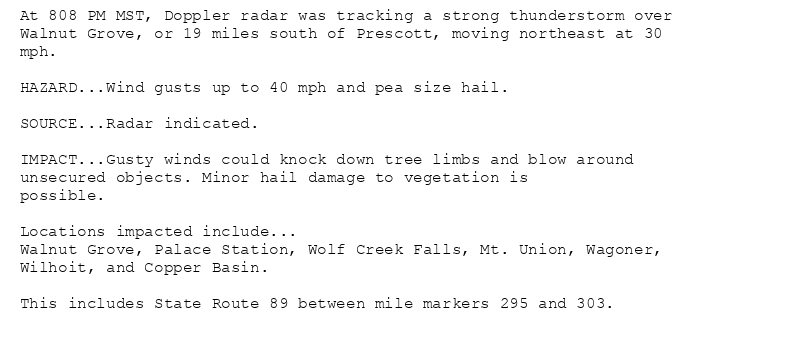 At 808 PM MST, Doppler radar was tracking a strong thunderstorm over
Walnut Grove, or 19 miles south of Prescott, moving northeast at 30
mph.
HAZARD...Wind gusts up to 40 mph and pea size hail.
SOURCE...Radar indicated.
IMPACT...Gusty winds could knock down tree limbs and blow around
unsecured objects. Minor hail damage to vegetation is
possible.
Locations impacted include...
Walnut Grove, Palace Station, Wolf Creek Falls, Mt. Union, Wagoner,
Wilhoit, and Copper Basin.
This includes State Route 89 between mile markers 295 and 303.